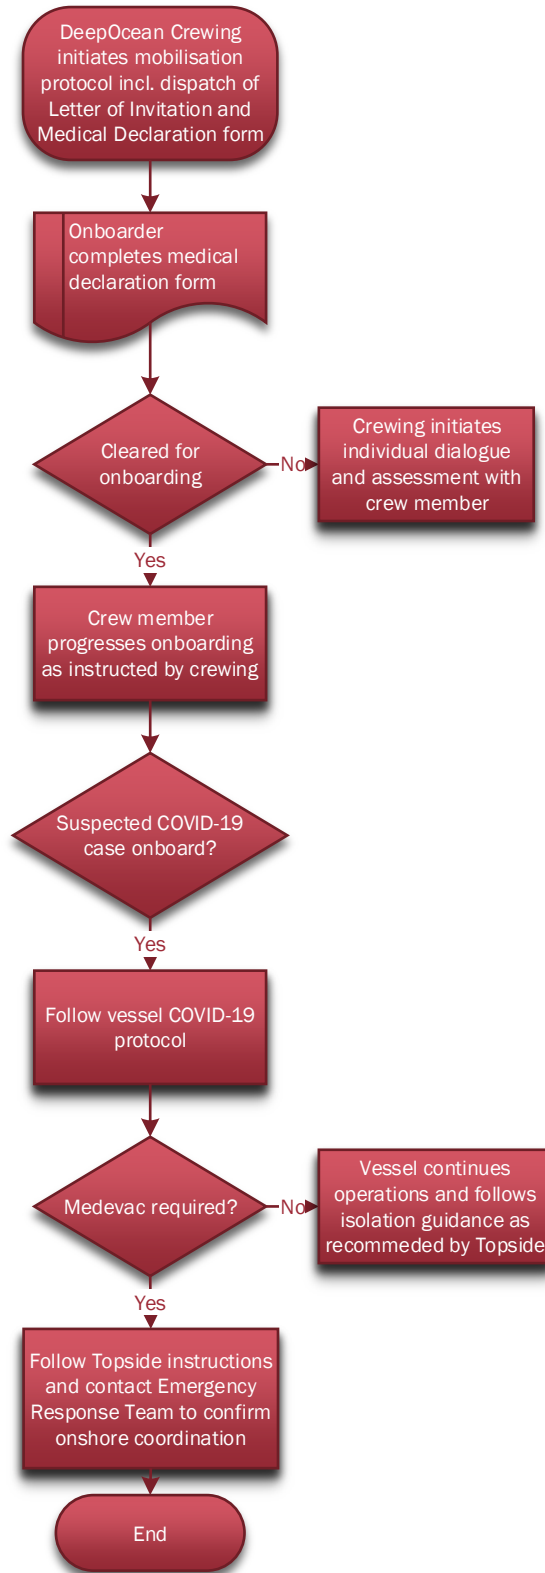 DeepOcean Crewing
initiates mobilisation
protocol incl. dispatch of
Letter of Invitation and
Medical Declaration form
Onboarder
completes medical
declaration form
Cleared for
onboarding
No
Crewing initiates
individual dialogue
and assessment with
crew member
Yes
Crew member
progresses onboarding
as instructed by crewing
Suspected COVID-19
case onboard?
Yes
Follow vessel COVID-19
protocol
Medevac required?
No
Vessel continues
operations and follows
isolation guidance as
recommeded by Topside
Yes
Follow Topside instructions
and contact Emergency
Response Team to confirm
onshore coordination
End